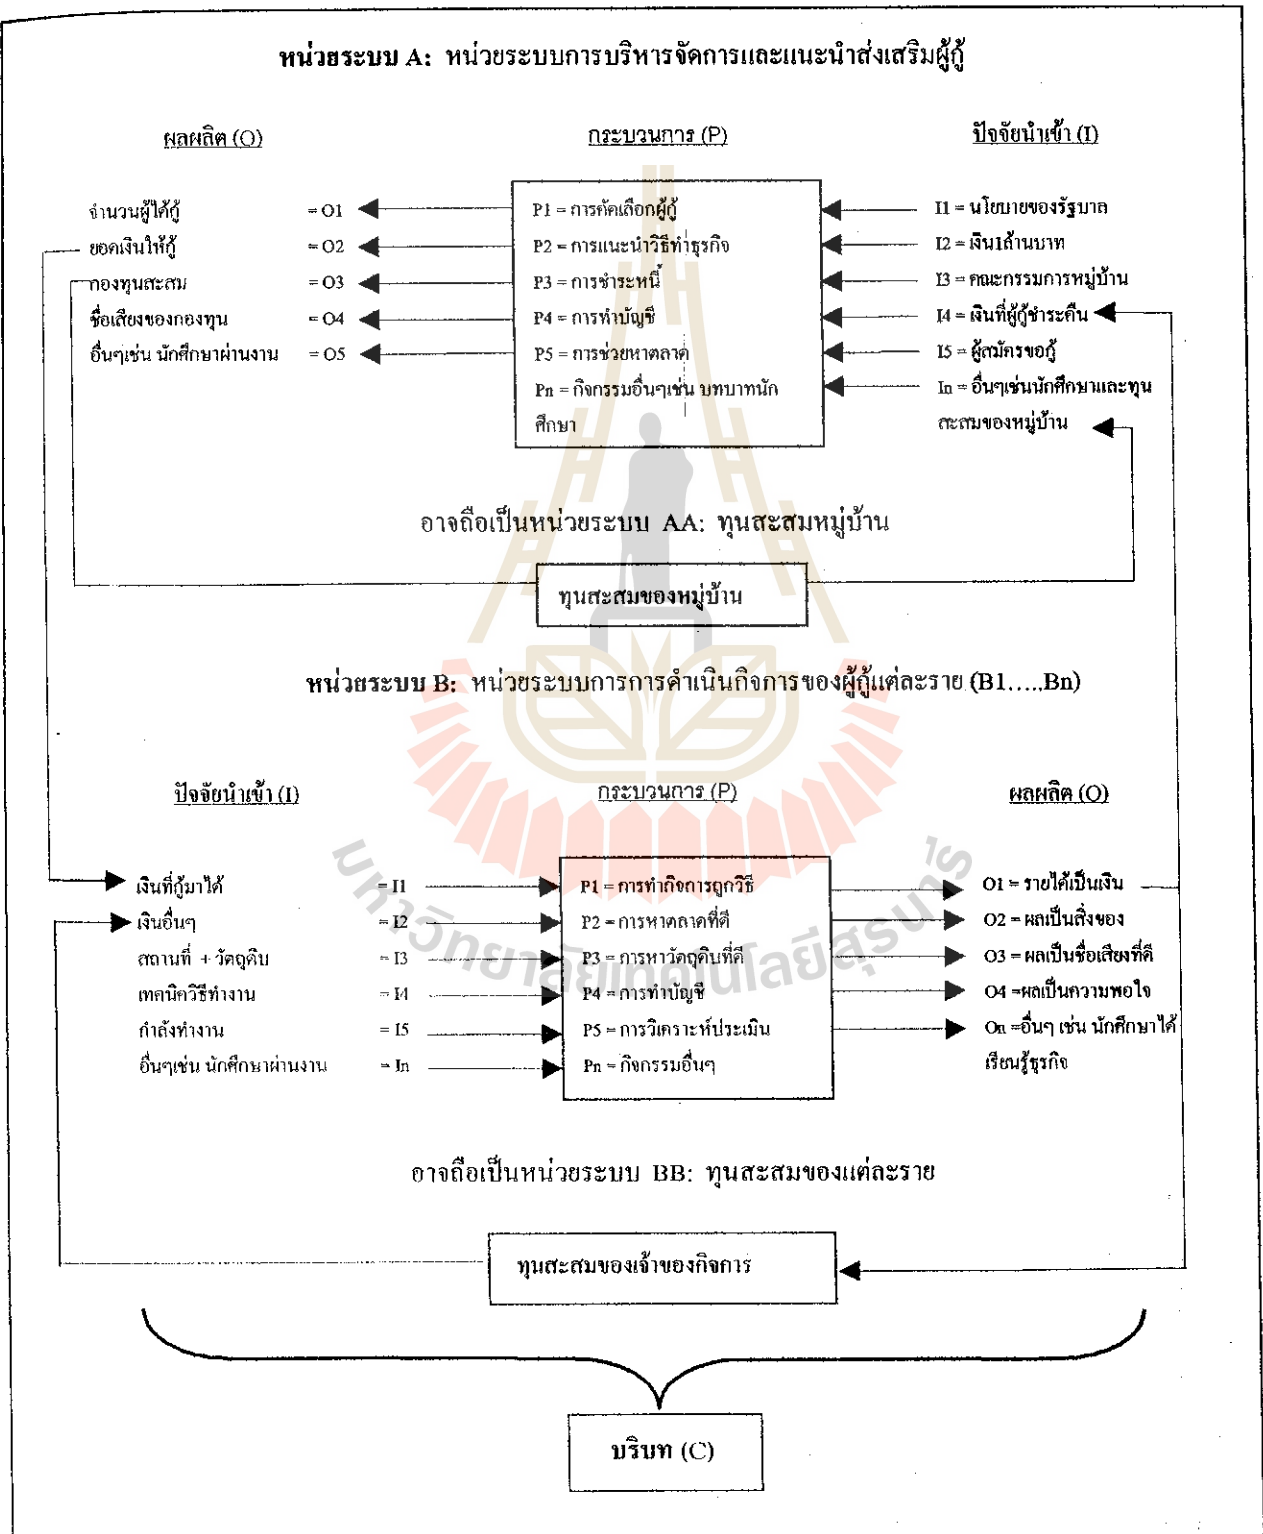 หน่วยระบบ A: หน่วยระบบการบริหารจัดการและแนะนำส่งเสริมผู้กู้
ผลผลิต (O) กระบวนการ (P) ปัจจัยนำเข้า (I)
จำนวนผู้ได้กู้ = O1 P1 = การคัดเลือกผู้กู้ I1 = นโยบายของรัฐบาล
ยอดเงินให้กู้ = O2 P2 = การแนะนำวิธีทำธุรกิจ I2 = เงิน1ล้านบาท
กองทุนสะสม = O3 P3 = การชำระหนี้ I3 = คณะกรรมการหมู่บ้าน
ชื่อเสียงของกองทุน = O4 P4 = การทำบัญชี I4 = เงินที่ผู้กู้ชำระคืน
อื่นๆเช่น นักศึกษาผ่านงาน = O5 P5 = การช่วยหาตลาด I5 = ผู้สมัครขอกู้
Pn = กิจกรรมอื่นๆเช่น บทบาทนัก In = อื่นๆเช่นนักศึกษาและทุน
ศึกษา สะสมของหมู่บ้าน
อาจถือเป็นหน่วยระบบ AA: ทุนสะสมหมู่บ้าน
ทุนสะสมของหมู่บ้าน
หน่วยระบบ B: หน่วยระบบการการดำเนินกิจการของผู้กู้แต่ละราย (B1.....Bn)
ปัจจัยนำเข้า (I) กระบวนการ (P) ผลผลิต (O)
เงินที่กู้มาได้ = I1 P1 = การทำกิจการถูกวิธี O1 = รายได้เป็นเงิน
เงินอื่นๆ = I2 P2 = การหาตลาดที่ดี O2 = ผลเป็นสิ่งของ
สถานที่ + วัตถุดิบ = I3 P3 = การหาวัตถุดิบที่ดี O3 = ผลเป็นชื่อเสียงที่ดี
เทคนิควิธีทำงาน = I4 P4 = การทำบัญชี O4 =ผลเป็นความพอใจ
กำลังทำงาน = I5 P5 = การวิเคราะห์ประเมิน On =อื่นๆ เช่น นักศึกษาได้
อื่นๆเช่น นักศึกษาผ่านงาน = In Pn = กิจกรรมอื่นๆ เรียนรู้ธุรกิจ
มหาวิทยาลัยเทคโนโลยีสุรนารี
อาจถือเป็นหน่วยระบบ BB: ทุนสะสมของแต่ละราย
ทุนสะสมของเจ้าของกิจการ
บริบท (C)